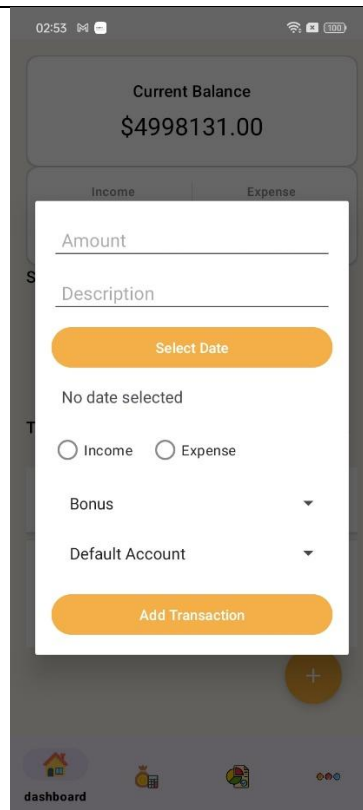 02:53
100
Current Balance
$4998131.00
Income Expense
Amount
S
Description
Select Date
No date selected
T
Income Expense
Bonus
Default Account
Add Transaction
+
dashboard